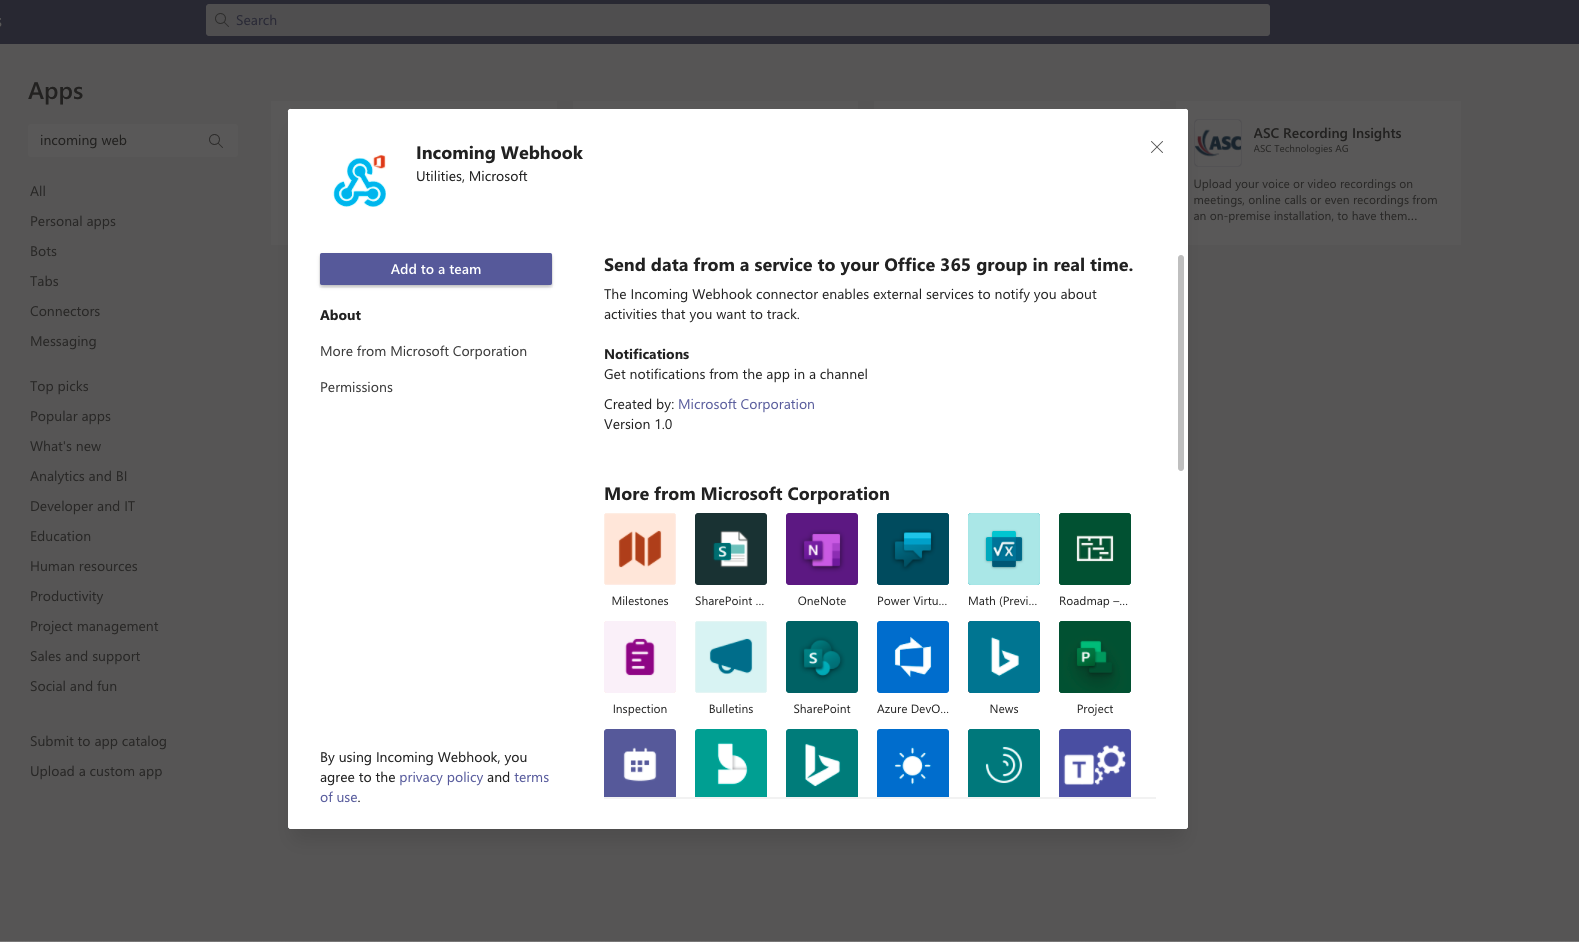 Search
Apps
incoming web
All
Personal apps
Bots
Tabs
Connectors
Messaging
Top picks
Popular apps
What's new
Analytics and BI
Developer and IT
Education
Human resources
Productivity
Project management
Sales and support
Social and fun
Submit to app catalog
Upload a custom app
Incoming Webhook
Utilities, Microsoft
Add to a team
About
More from Microsoft Corporation
Permissions
By using Incoming Webhook, you
agree to the privacy policy and terms
of use.
Send data from a service to your Office 365 group in real time.
The Incoming Webhook connector enables external services to notify you about
activities that you want to track.
Notifications
Get notifications from the app in a channel
Created by: Microsoft Corporation
Version 1.0
More from Microsoft Corporation
S N √x
Milestones SharePoint ... OneNote Power Virtu... Math (Previ... Roadmap –...
S P
Inspection Bulletins SharePoint Azure DevO... News Project
T
ASC
ASC Recording Insights
ASC Technologies AG
Upload your voice or video recordings on
meetings, online calls or even recordings from
an on-premise installation, to have them...